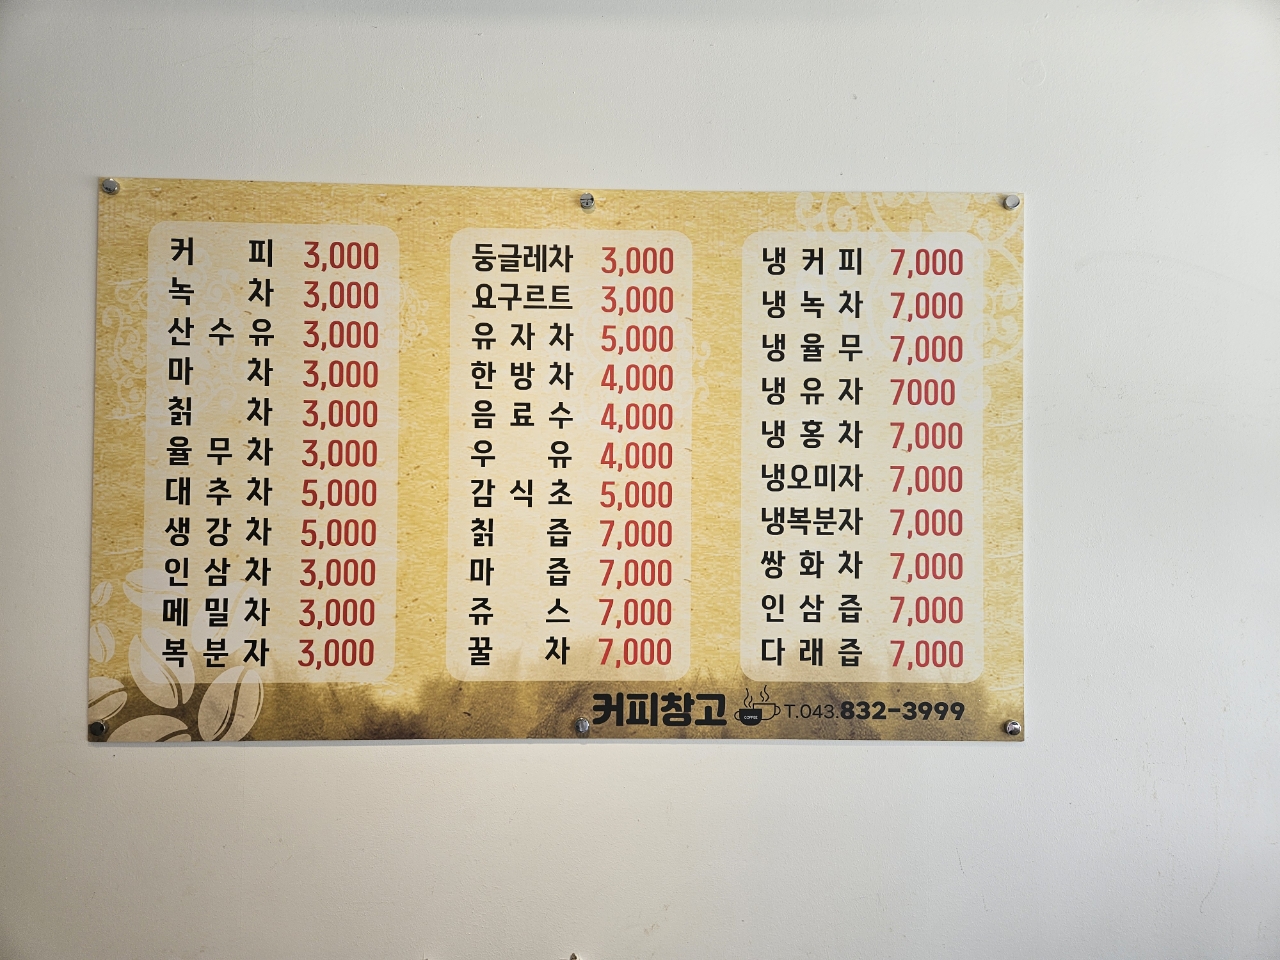 커 피 3,000
녹 차 3,000
산 수 유 3,000
마 차 3,000
칡 차 3,000
율 무 차 3,000
대 추 차 5,000
생 강 차 5,000
인 삼 차 3,000
메 밀 차 3,000
복 분 자 3,000
둥글레차 3,000
요구르트 3,000
유 자 차 5,000
한 방 차 4,000
음 료 수 4,000
우 유 4,000
감 식 초 5,000
칡 즙 7,000
마 즙 7,000
쥬 스 7,000
꿀 차 7,000
냉 커 피 7,000
냉 녹 차 7,000
냉 율 무 7,000
냉 유 자 7000
냉 홍 차 7,000
냉오미자 7,000
냉복분자 7,000
쌍 화 차 7,000
인 삼 즙 7,000
다 래 즙 7,000
커피창고 COFFEE T.043.832-3999